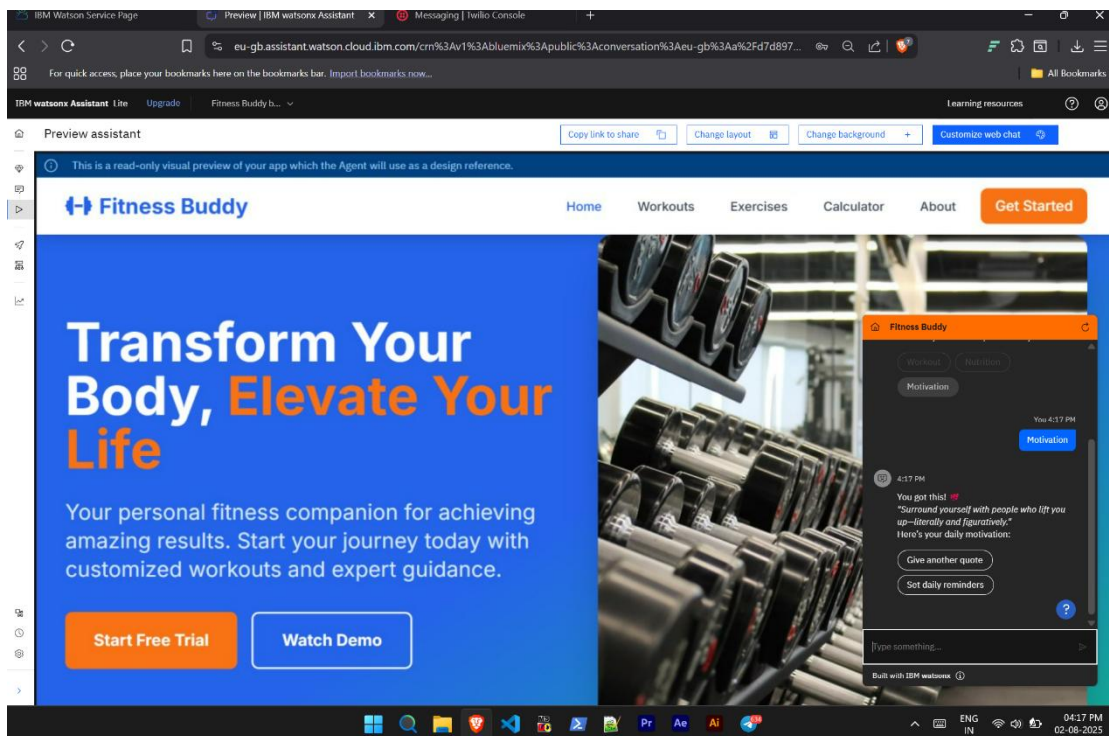 IBM Watson Service Page
Preview | IBM watsonx Assistant
Messaging | Twilio Console
eu-gb.assistant.watson.cloud.ibm.com/crn%3Av1%3Abluemix%3Apublic%3Aconversation%3Aeu-gb%3Aa%2Fd7d897...
For quick access, place your bookmarks here on the bookmarks bar. Import bookmarks now...
All Bookmarks
IBM watsonx Assistant Lite Upgrade Fitness Buddy b...
Learning resources
Preview assistant
Copy link to share
Change layout
Change background
Customize web chat
This is a read-only visual preview of your app which the Agent will use as a design reference.
Fitness Buddy
Home Workouts Exercises Calculator About Get Started
Transform Your
Body, Elevate Your
Life
Your personal fitness companion for achieving
amazing results. Start your journey today with
customized workouts and expert guidance.
Start Free Trial
Watch Demo
Fitness Buddy
Workout Nutrition
Motivation
You 4:17 PM
Motivation
4:17 PM
You got this!
"Surround yourself with people who lift you
up—literally and figuratively."
Here's your daily motivation:
Give another quote
Set daily reminders
?
Type something...
Built with IBM watsonx
Pr Ae Ai
ENG
IN
04:17 PM
02-08-2025